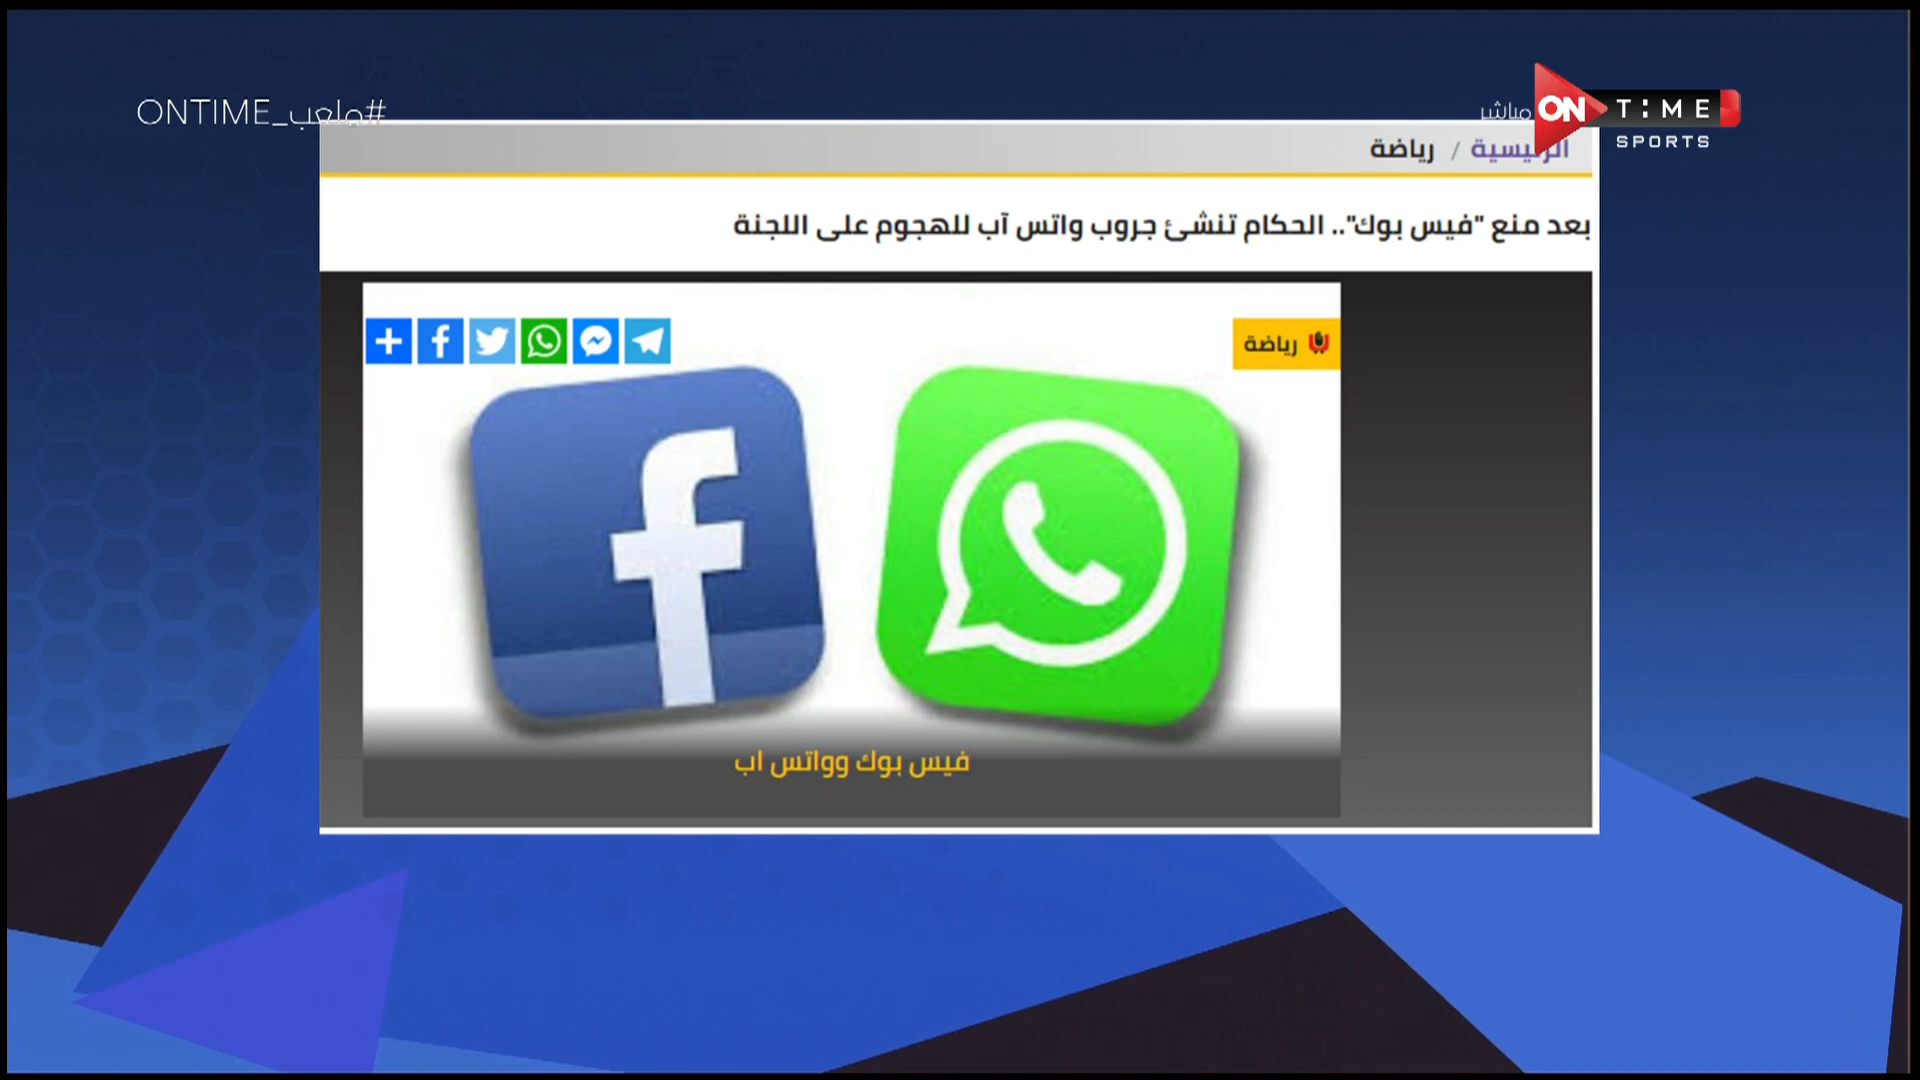 #ملعب_ONTIME
مباشر
ON TIME
SPORTS
الرئيسية / رياضة
بعد منع "فيس بوك".. الحكام تنشئ جروب واتس آب للهجوم على اللجنة
رياضة
فيس بوك وواتس اب